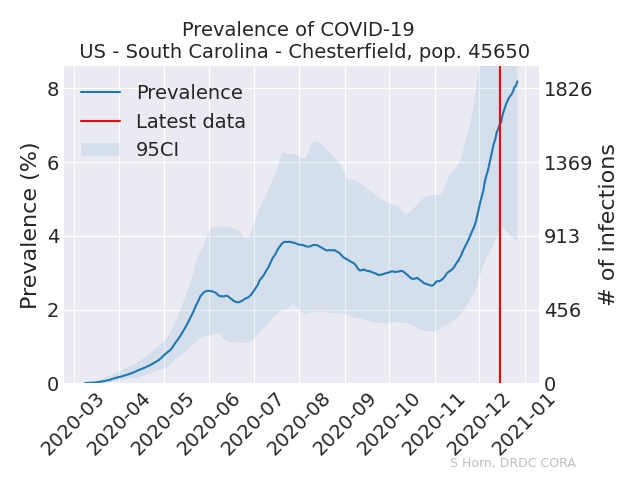 Prevalence of COVID-19
US - South Carolina - Chesterfield, pop. 45650
Prevalence
Latest data
95CI
Prevalence (%)
8
6
4
2
0
1826
1369
913
456
0
# of infections
2020-03
2020-04
2020-05
2020-06
2020-07
2020-08
2020-09
2020-10
2020-11
2020-12
2021-01
S Horn, DRDC CORA